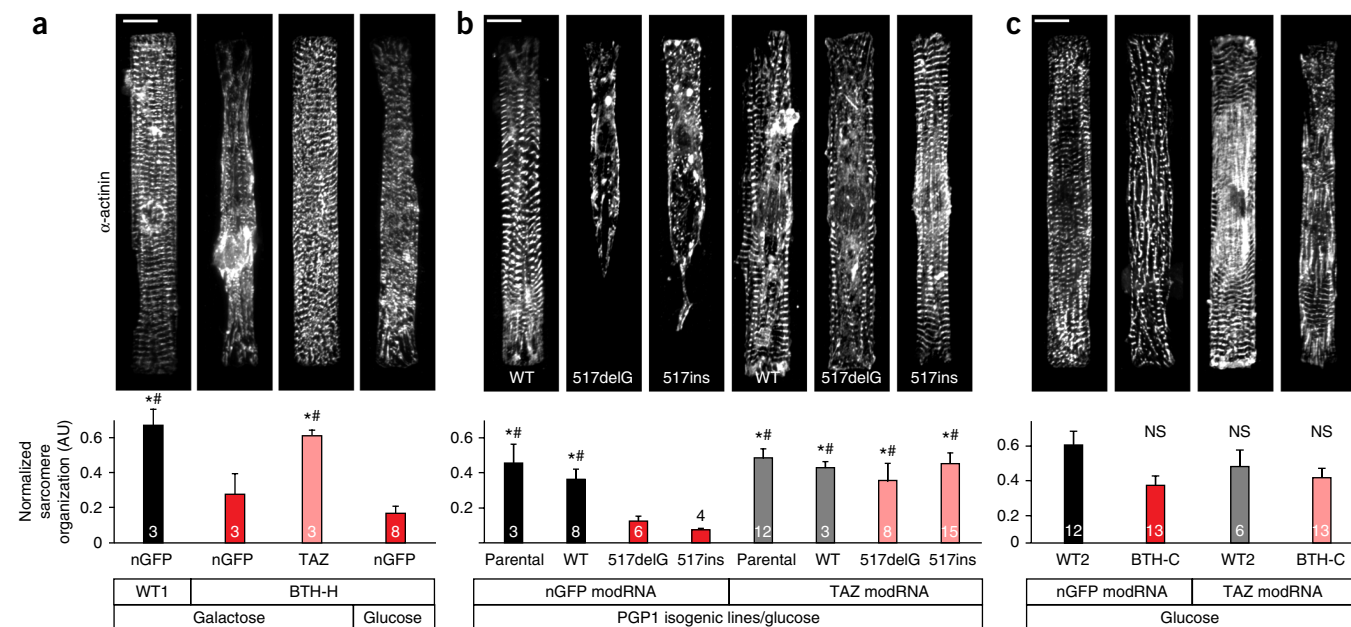 a
b
c
α-actinin
WT
517delG
517ins
WT
517delG
517ins
Normalized
sarcomere
organization (AU)
0.6
0.4
0.2
0
*#
*#
3
3
3
8
nGFP
nGFP
TAZ
nGFP
WT1
BTH-H
Galactose
Glucose
0.6
0.4
0.2
*#
*#
4
*#
*#
*#
*#
3
8
6
12
3
8
15
Parental
WT
517delG
517ins
Parental
WT
517delG
517ins
nGFP modRNA
TAZ modRNA
PGP1 isogenic lines/glucose
0.6
0.4
0.2
0
NS
NS
NS
12
13
6
13
WT2
BTH-C
WT2
BTH-C
nGFP modRNA
TAZ modRNA
Glucose